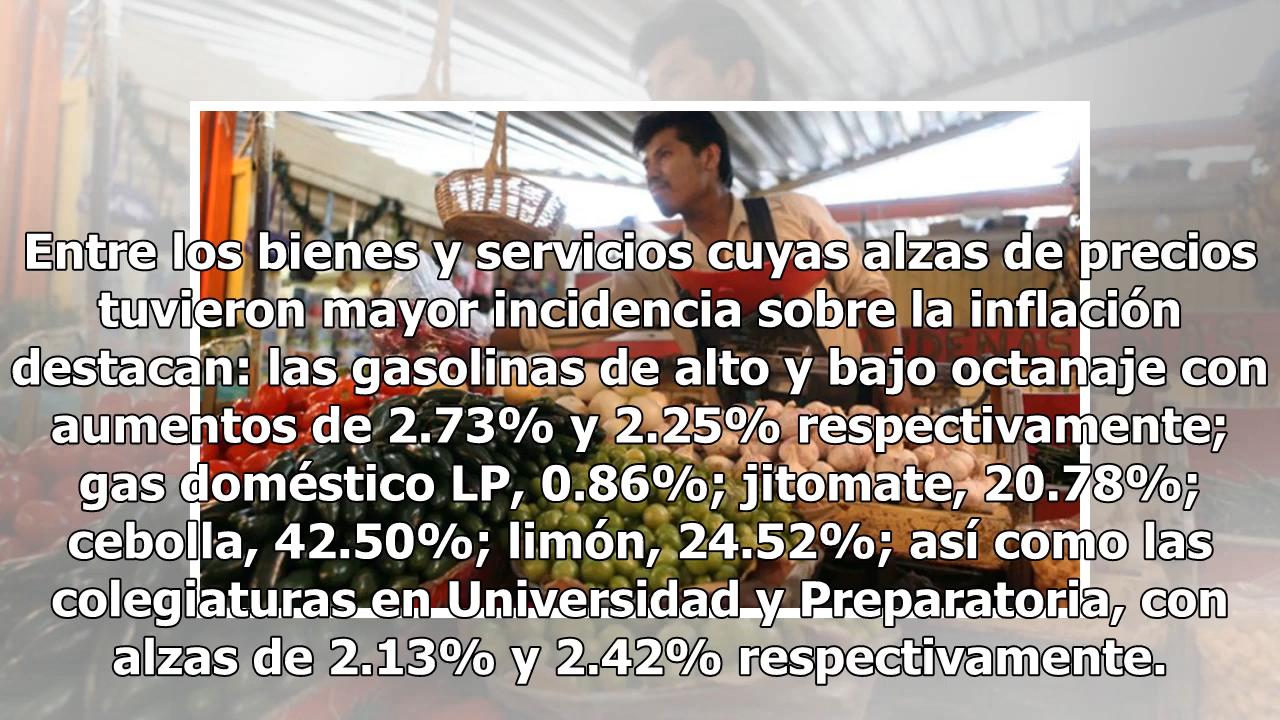 Entre los bienes y servicios cuyas alzas de precios
tuvieron mayor incidencia sobre la inflación
destacan: las gasolinas de alto y bajo octanaje con
aumentos de 2.73% y 2.25% respectivamente;
gas doméstico LP, 0.86%; jitomate, 20.78%;
cebolla, 42.50%; limón, 24.52%; así como las
colegiaturas en Universidad y Preparatoria, con
alzas de 2.13% y 2.42% respectivamente.